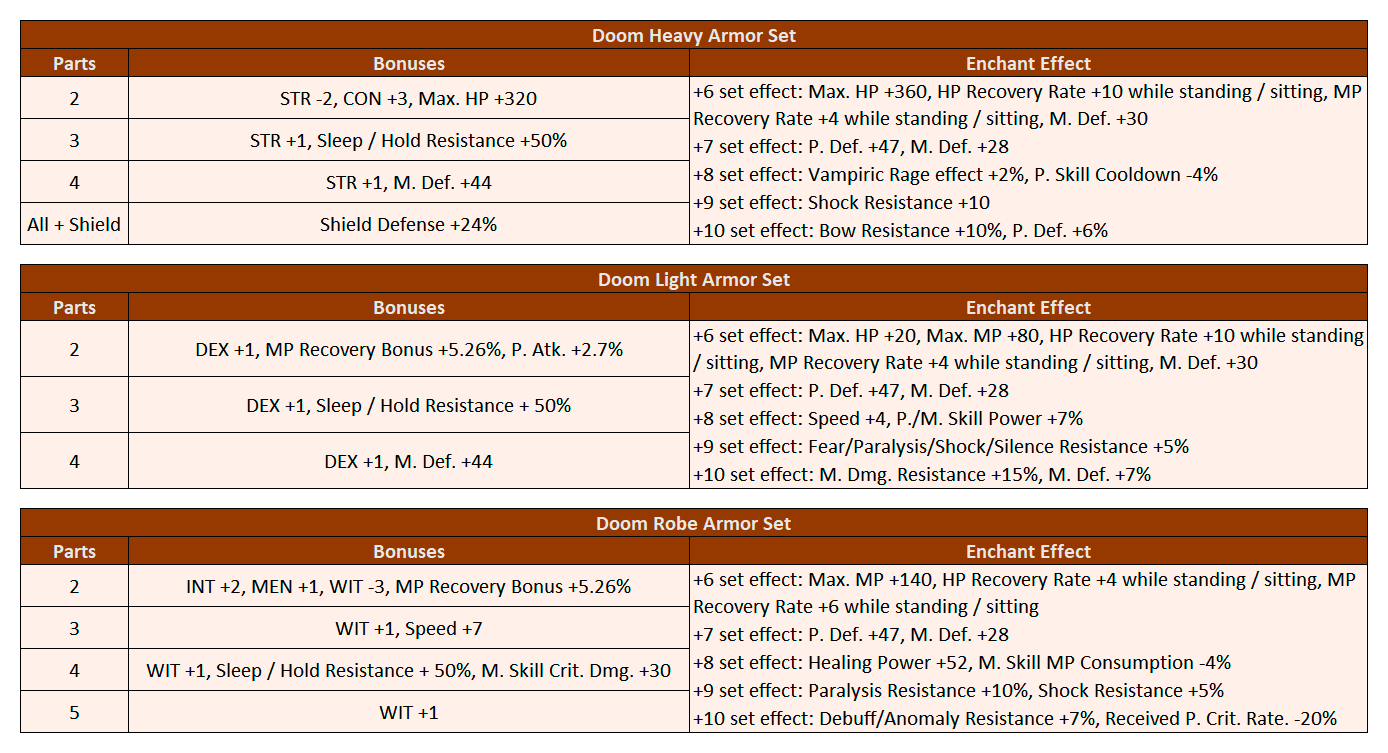 Doom Heavy Armor Set
Parts Bonuses Enchant Effect
2 STR -2, CON +3, Max. HP +320
3 STR +1, Sleep / Hold Resistance +50%
4 STR +1, M. Def. +44
All + Shield Shield Defense +24%
+6 set effect: Max. HP +360, HP Recovery Rate +10 while standing / sitting, MP
Recovery Rate +4 while standing / sitting, M. Def. +30
+7 set effect: P. Def. +47, M. Def. +28
+8 set effect: Vampiric Rage effect +2%, P. Skill Cooldown -4%
+9 set effect: Shock Resistance +10
+10 set effect: Bow Resistance +10%, P. Def. +6%
Doom Light Armor Set
Parts Bonuses Enchant Effect
2 DEX +1, MP Recovery Bonus +5.26%, P. Atk. +2.7%
3 DEX +1, Sleep / Hold Resistance + 50%
4 DEX +1, M. Def. +44
+6 set effect: Max. HP +20, Max. MP +80, HP Recovery Rate +10 while standing
/ sitting, MP Recovery Rate +4 while standing / sitting, M. Def. +30
+7 set effect: P. Def. +47, M. Def. +28
+8 set effect: Speed +4, P./M. Skill Power +7%
+9 set effect: Fear/Paralysis/Shock/Silence Resistance +5%
+10 set effect: M. Dmg. Resistance +15%, M. Def. +7%
Doom Robe Armor Set
Parts Bonuses Enchant Effect
2 INT +2, MEN +1, WIT -3, MP Recovery Bonus +5.26%
3 WIT +1, Speed +7
4 WIT +1, Sleep / Hold Resistance + 50%, M. Skill Crit. Dmg. +30
5 WIT +1
+6 set effect: Max. MP +140, HP Recovery Rate +4 while standing / sitting, MP
Recovery Rate +6 while standing / sitting
+7 set effect: P. Def. +47, M. Def. +28
+8 set effect: Healing Power +52, M. Skill MP Consumption -4%
+9 set effect: Paralysis Resistance +10%, Shock Resistance +5%
+10 set effect: Debuff/Anomaly Resistance +7%, Received P. Crit. Rate. -20%